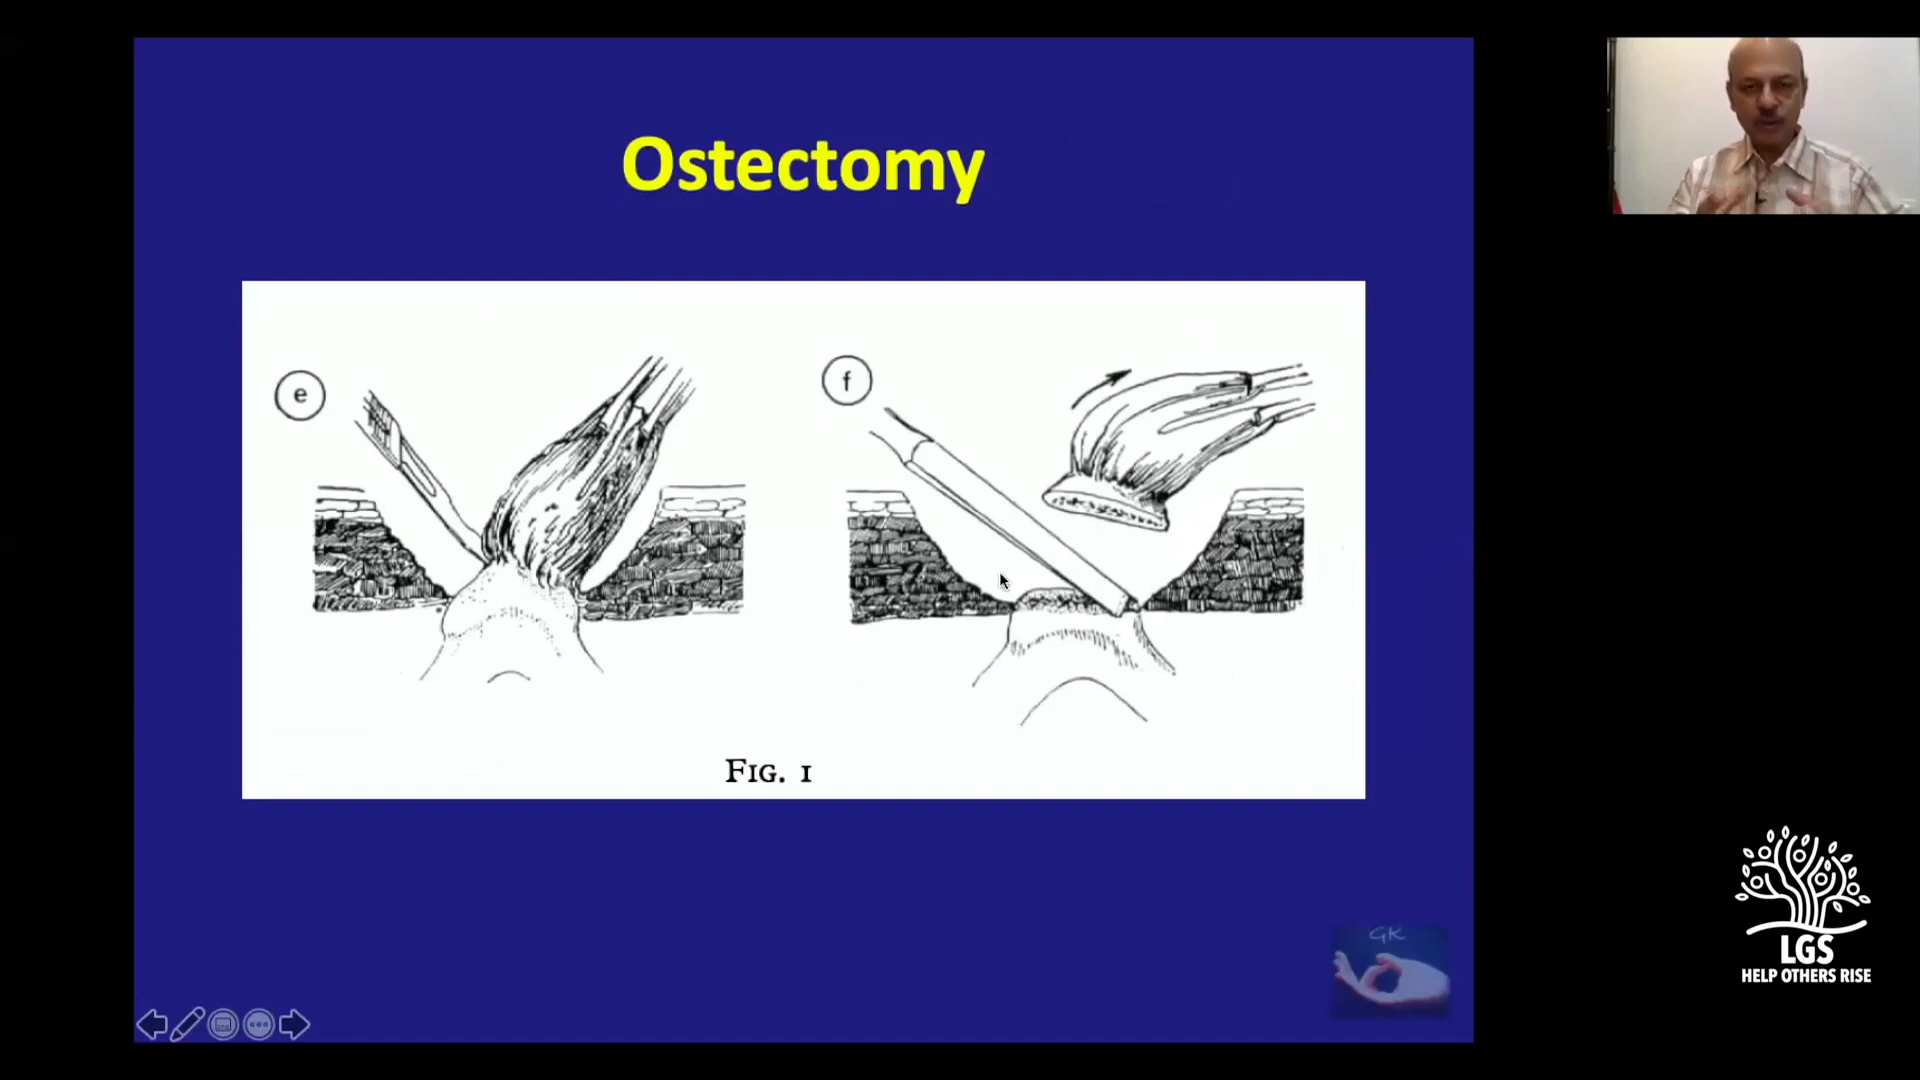 Ostectomy
e
f
FIG. 1
GK
LGS
HELP OTHERS RISE